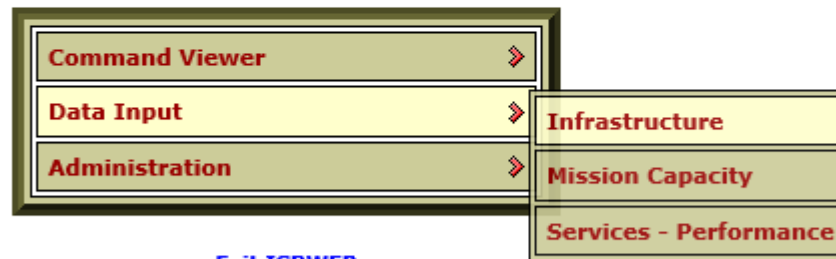 Command Viewer
Data Input
Administration
Infrastructure
Mission Capacity
Services - Performance